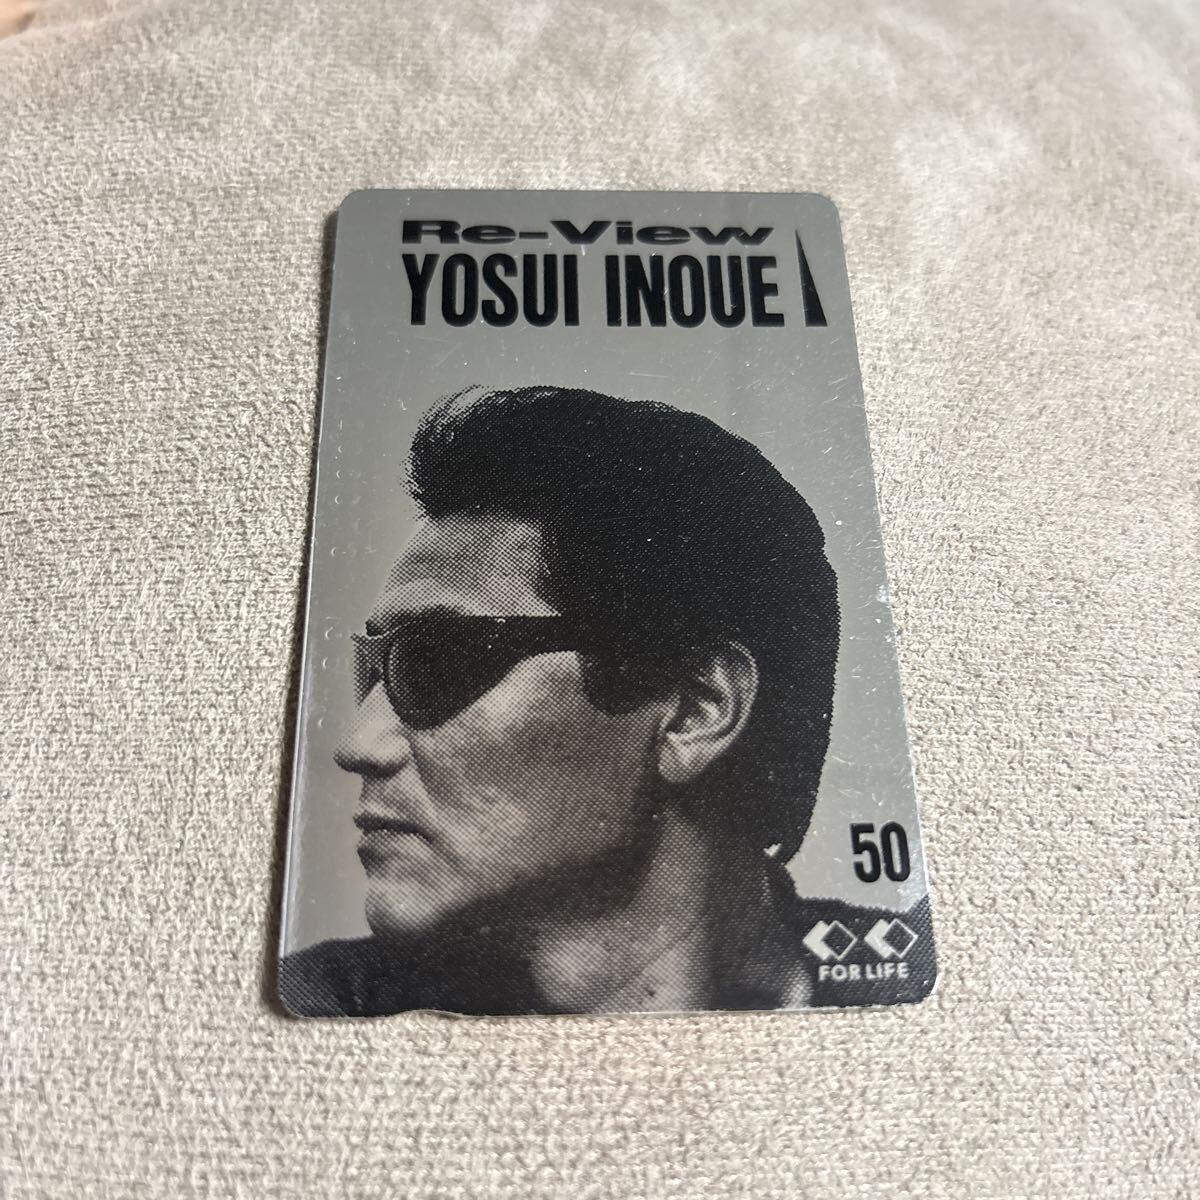 Re-View
YOSUI INOUE
50
FOR LIFE